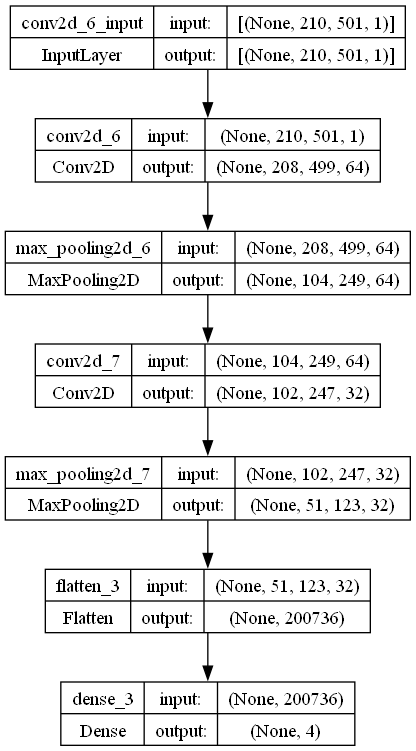 conv2d_6_input input: [(None, 210, 501, 1)]
InputLayer output: [(None, 210, 501, 1)]
conv2d_6 input: (None, 210, 501, 1)
Conv2D output: (None, 208, 499, 64)
max_pooling2d_6 input: (None, 208, 499, 64)
MaxPooling2D output: (None, 104, 249, 64)
conv2d_7 input: (None, 104, 249, 64)
Conv2D output: (None, 102, 247, 32)
max_pooling2d_7 input: (None, 102, 247, 32)
MaxPooling2D output: (None, 51, 123, 32)
flatten_3 input: (None, 51, 123, 32)
Flatten output: (None, 200736)
dense_3 input: (None, 200736)
Dense output: (None, 4)